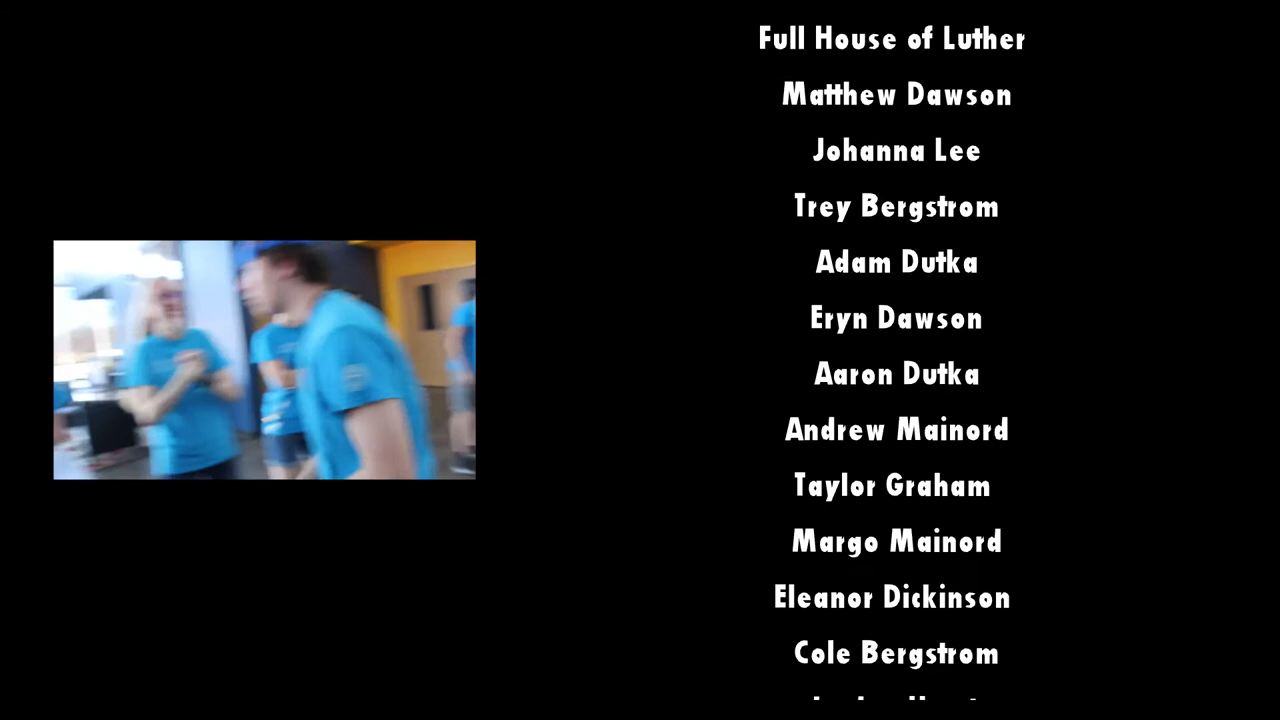 Full House of Luther
Matthew Dawson
Johanna Lee
Trey Bergstrom
Adam Dutka
Eryn Dawson
Aaron Dutka
Andrew Mainord
Taylor Graham
Margo Mainord
Eleanor Dickinson
Cole Bergstrom